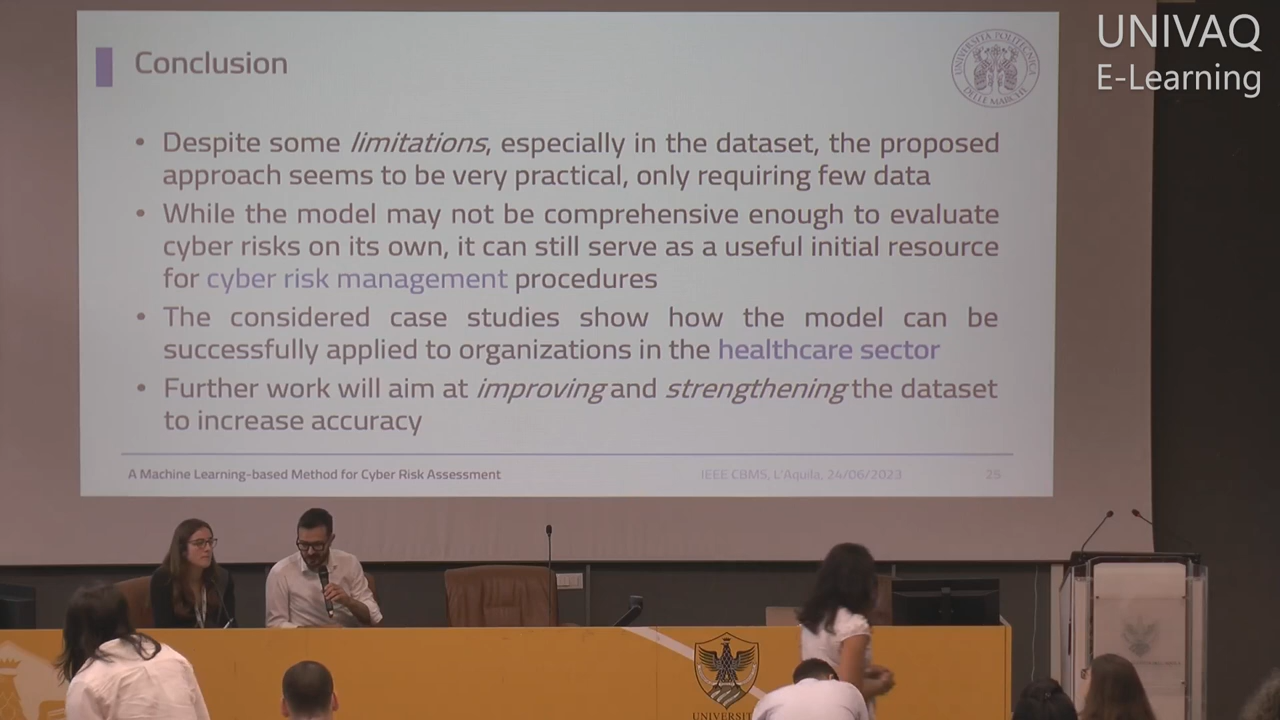 UNIVAQ
E-Learning
Conclusion
UNIVERSITÀ POLITECNICA
DELLE MARCHE
• Despite some limitations, especially in the dataset, the proposed
approach seems to be very practical, only requiring few data
• While the model may not be comprehensive enough to evaluate
cyber risks on its own, it can still serve as a useful initial resource
for cyber risk management procedures
• The considered case studies show how the model can be
successfully applied to organizations in the healthcare sector
• Further work will aim at improving and strengthening the dataset
to increase accuracy
A Machine Learning-based Method for Cyber Risk Assessment
IEEE CBMS, L'Aquila, 24/06/2023
25
UNIVERSIT